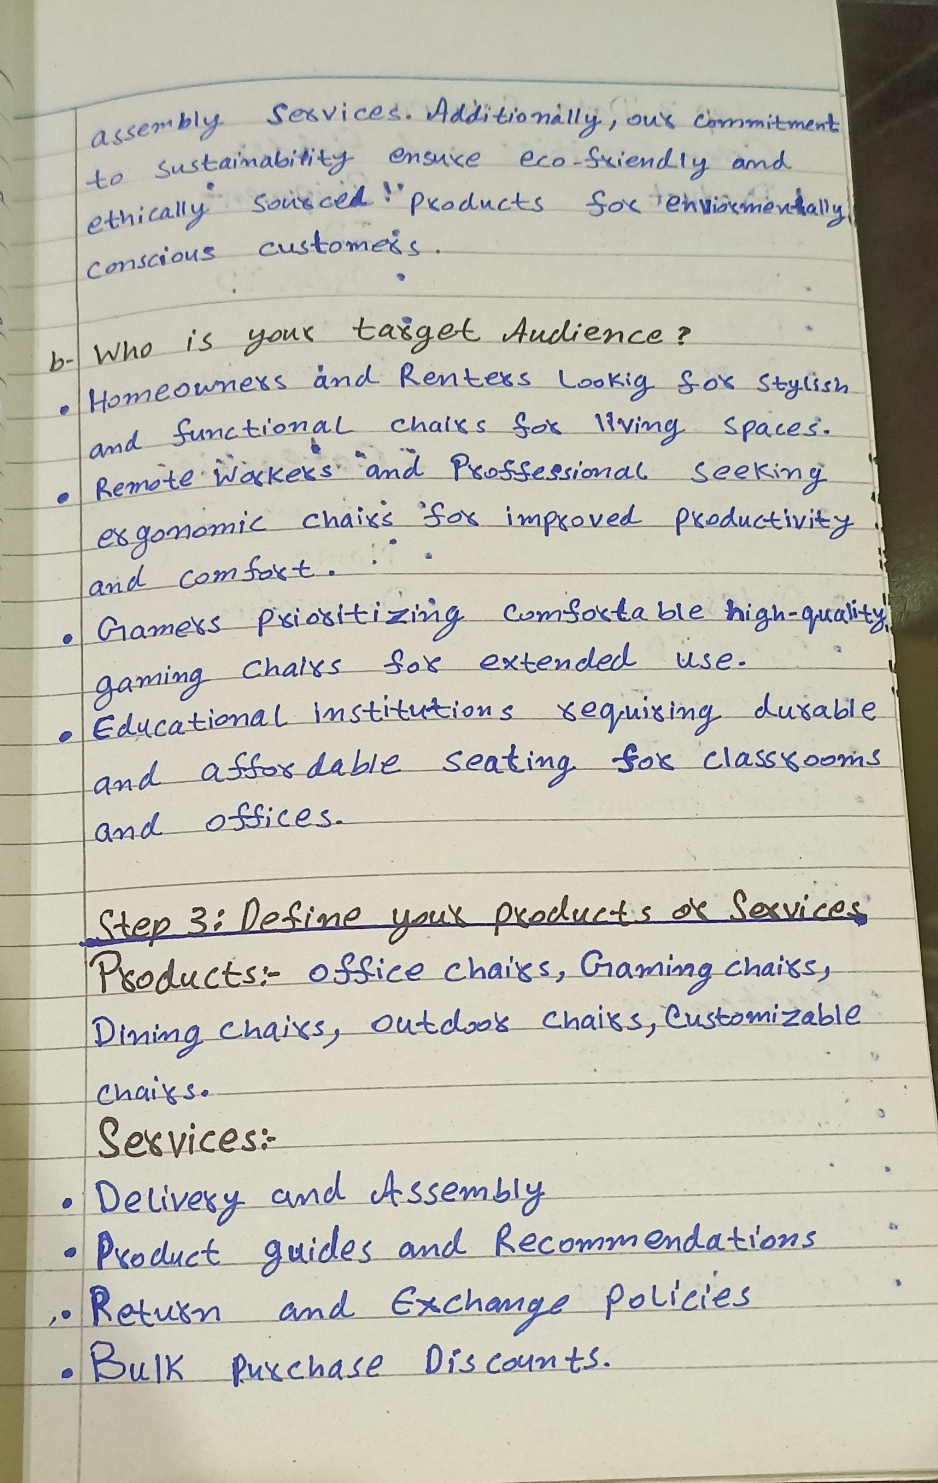 assembly Services. Additionally, our commitment
to sustainability ensure eco-friendly and
ethically sourced products for enviormentally
conscious customers.
b- Who is your target Audience?
• Homeowners and Renters Lookig for stylish
and functional chairs for living spaces.
• Remote Workers and Proffessional seeking
ergonomic chairs for improved productivity
and comfort.
• Gamers prioritizing comfortable high-quality
gaming chairs for extended use.
• Educational institutions requiring durable
and affordable seating for classrooms
and offices.
Step 3: Define your products or Services
Products:- office chairs, Gaming chairs,
Dining chairs, outdoor chairs, Customizable
chairs.
Services:-
• Delivery and Assembly
• Product guides and Recommendations
• Return and Exchange policies
• Bulk purchase Discounts.